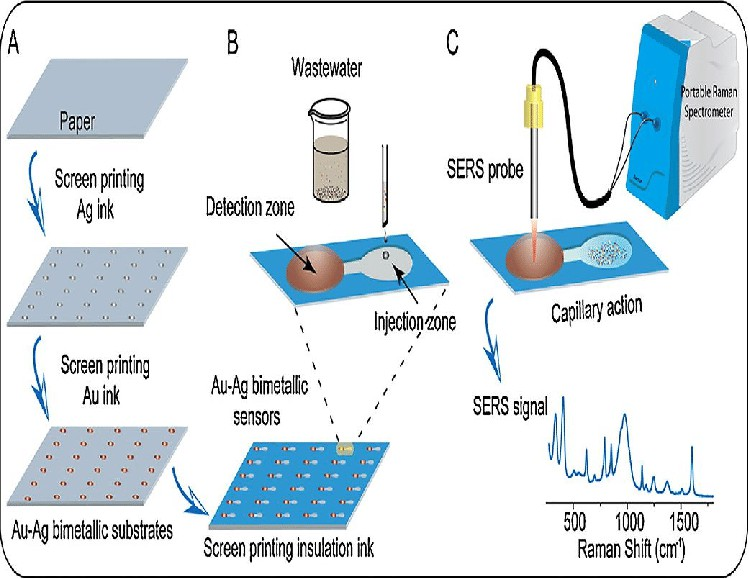 A
Paper
Screen printing
Ag ink
Screen printing
Au ink
Au-Ag bimetallic substrates
B
Wastewater
Detection zone
Injection zone
Au-Ag bimetallic
sensors
Screen printing insulation ink
C
Portable Raman
Spectrometer
SERS probe
Capillary action
SERS signal
500
1000
1500
Raman Shift (cm⁻¹)